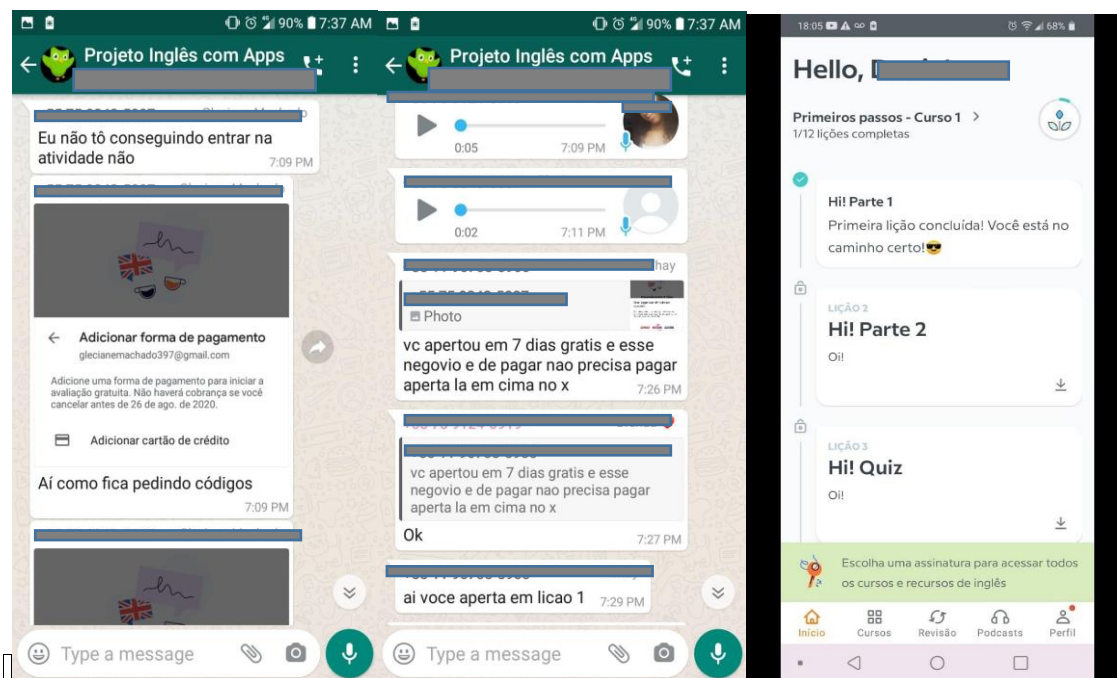 90% 7:37 AM
Projeto Inglês com Apps
Eu não tô conseguindo entrar na
atividade não
7:09 PM
Adicionar forma de pagamento
glecianemachado397@gmail.com
Adicione uma forma de pagamento para iniciar a
avaliação gratuita. Não haverá cobrança se você
cancelar antes de 26 de ago. de 2020.
Adicionar cartão de crédito
Aí como fica pedindo códigos
7:09 PM
Type a message
90% 7:37 AM
Projeto Inglês com Apps
0:05 7:09 PM
0:02 7:11 PM
Photo
vc apertou em 7 dias gratis e esse
negovio e de pagar nao precisa pagar
aperta la em cima no x
7:26 PM
vc apertou em 7 dias gratis e esse
negovio e de pagar nao precisa pagar
aperta la em cima no x
Ok
7:27 PM
ai voce aperta em licao 1 7:29 PM
Type a message
18:05 68%
Hello,
Primeiros passos - Curso 1 >
1/12 lições completas
Hi! Parte 1
Primeira lição concluída! Você está no
caminho certo!😎
LIÇÃO 2
Hi! Parte 2
Oi!
LIÇÃO 3
Hi! Quiz
Oi!
Escolha uma assinatura para acessar todos
os cursos e recursos de inglês
Início Cursos Revisão Podcasts Perfil